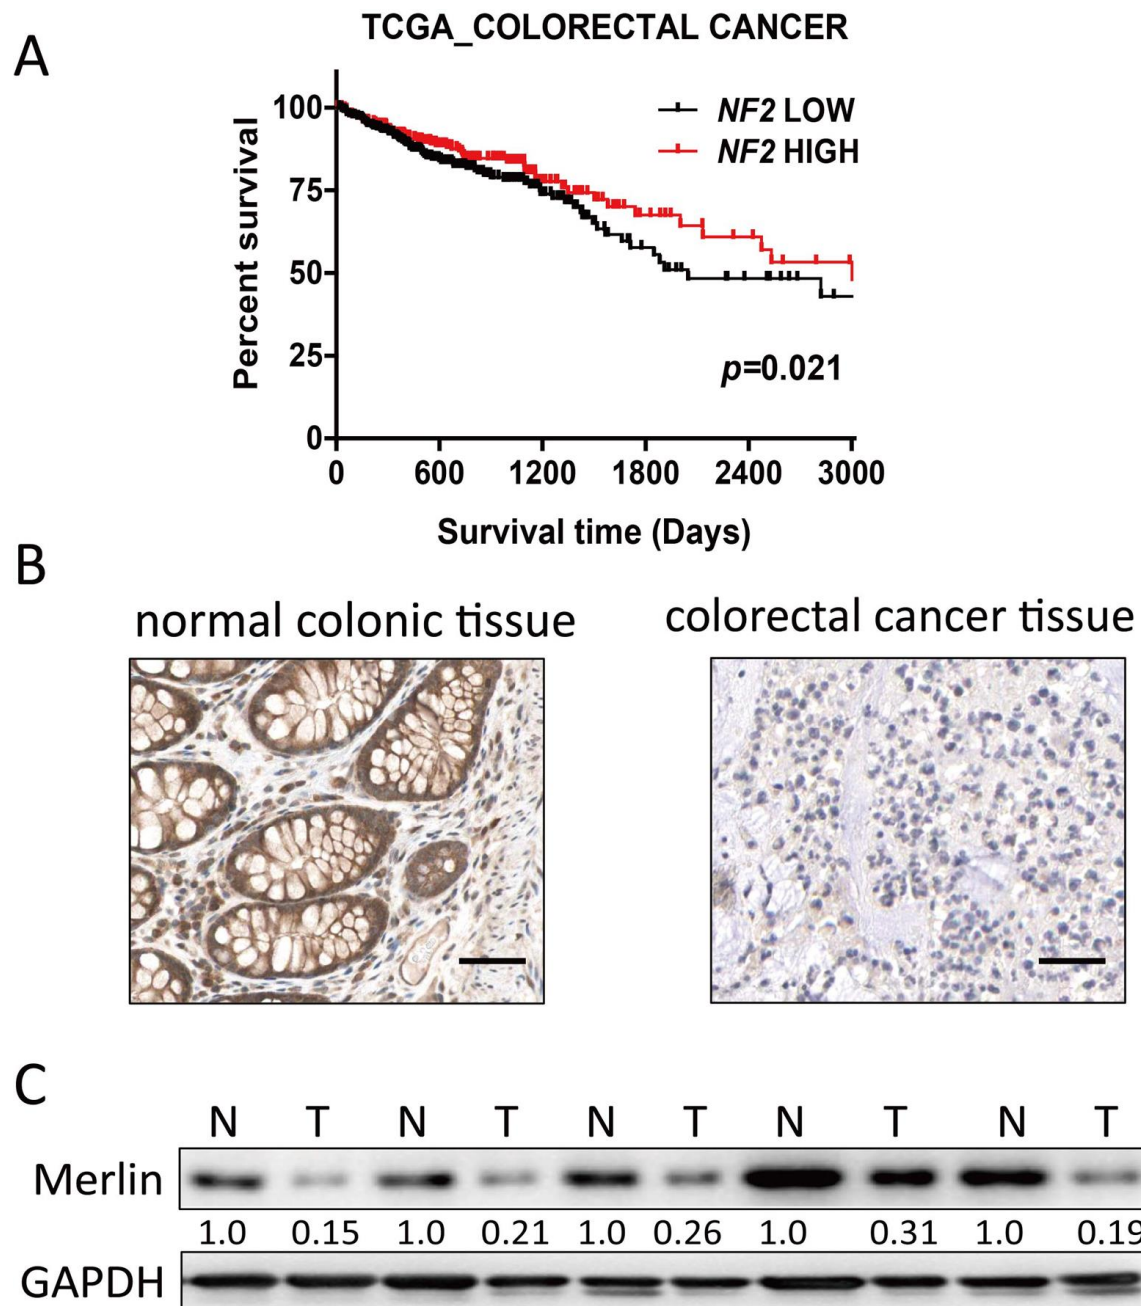 A
TCGA_COLORECTAL CANCER
NF2 LOW
NF2 HIGH
Percent survival
100
75
50
25
0
p=0.021
0 600 1200 1800 2400 3000
Survival time (Days)
B
normal colonic tissue
colorectal cancer tissue
C
N T N T N T N T N T
Merlin
1.0 0.15 1.0 0.21 1.0 0.26 1.0 0.31 1.0 0.19
GAPDH